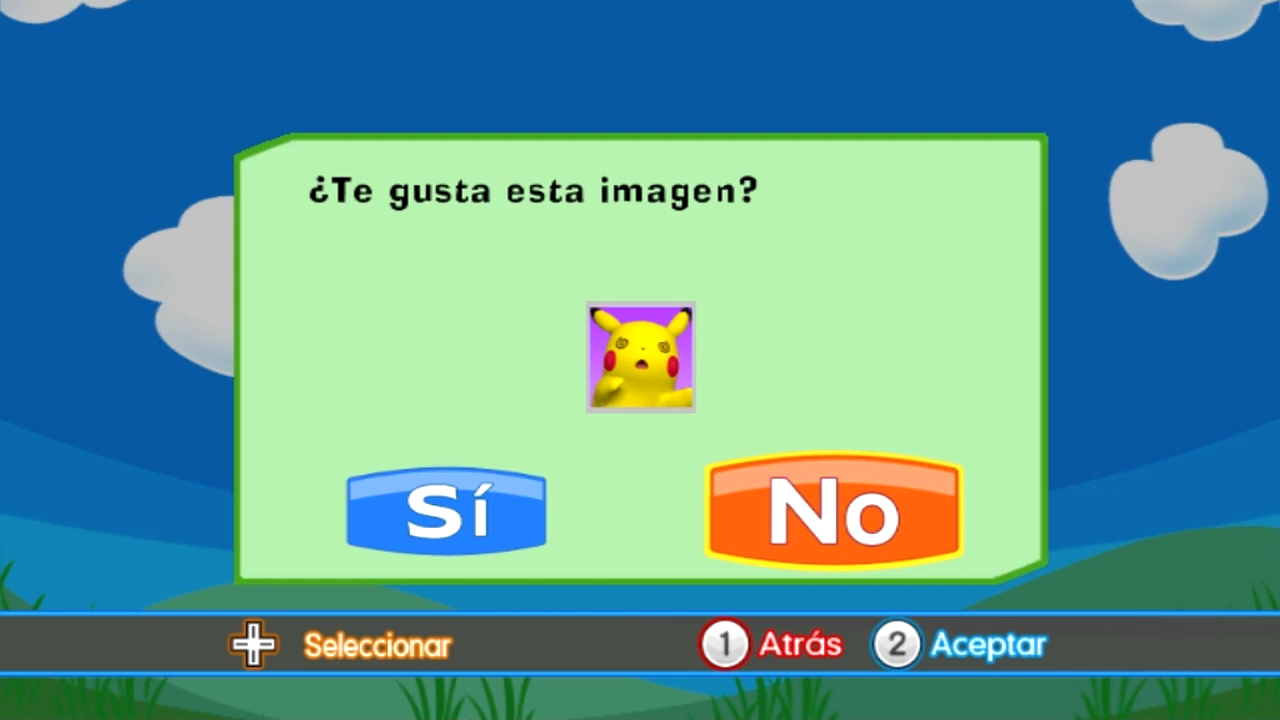 ¿Te gusta esta imagen?
Sí
No
Seleccionar
1 Atrás
2 Aceptar